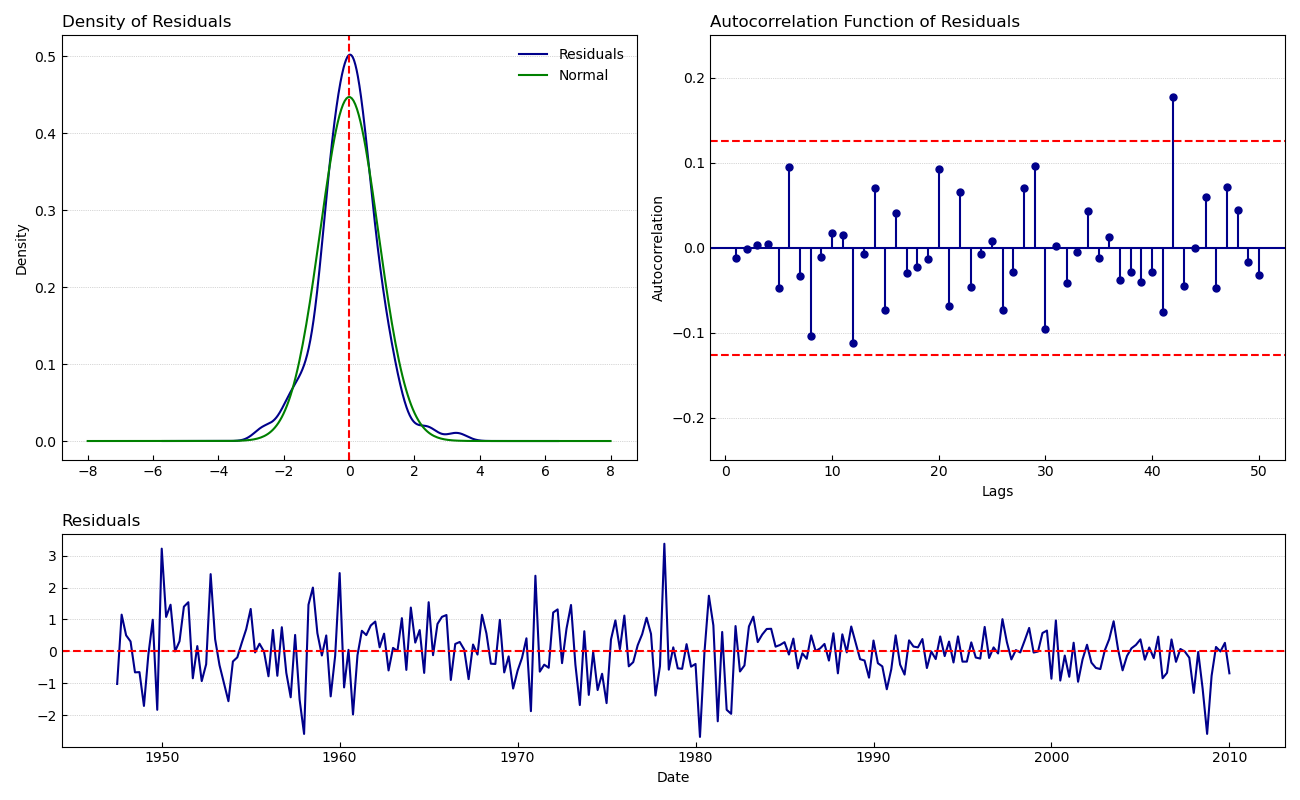 Density of Residuals
Density
0.5
0.4
0.3
0.2
0.1
0.0
Residuals
Normal
−8 −6 −4 −2 0 2 4 6 8
Autocorrelation Function of Residuals
Autocorrelation
0.2
0.1
0.0
−0.1
−0.2
0 10 20 30 40 50
Lags
Residuals
3
2
1
0
−1
−2
1950 1960 1970 1980 1990 2000 2010
Date